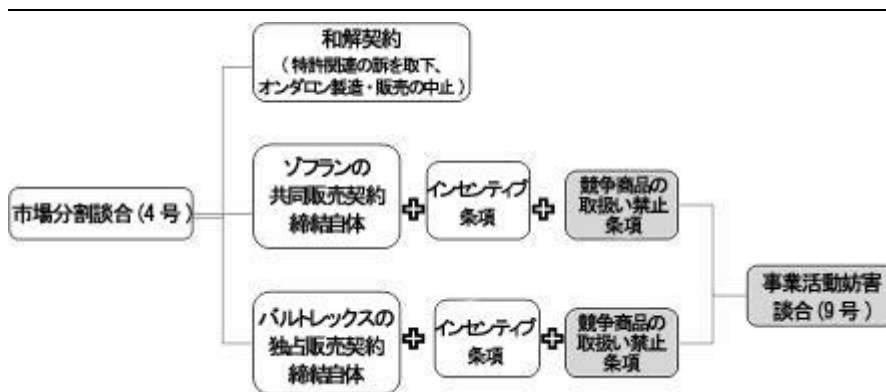 和解契約
(特許関連の訴を取下、
オンダロン製造・販売の中止)
ゾフランの
共同販売契約
締結自体
インセンティブ
条項
競争商品の
取扱い禁止
条項
市場分割談合(4号)
バルトレックスの
独占販売契約
締結自体
インセンティブ
条項
競争商品の
取扱い禁止
条項
事業活動妨害
談合(9号)